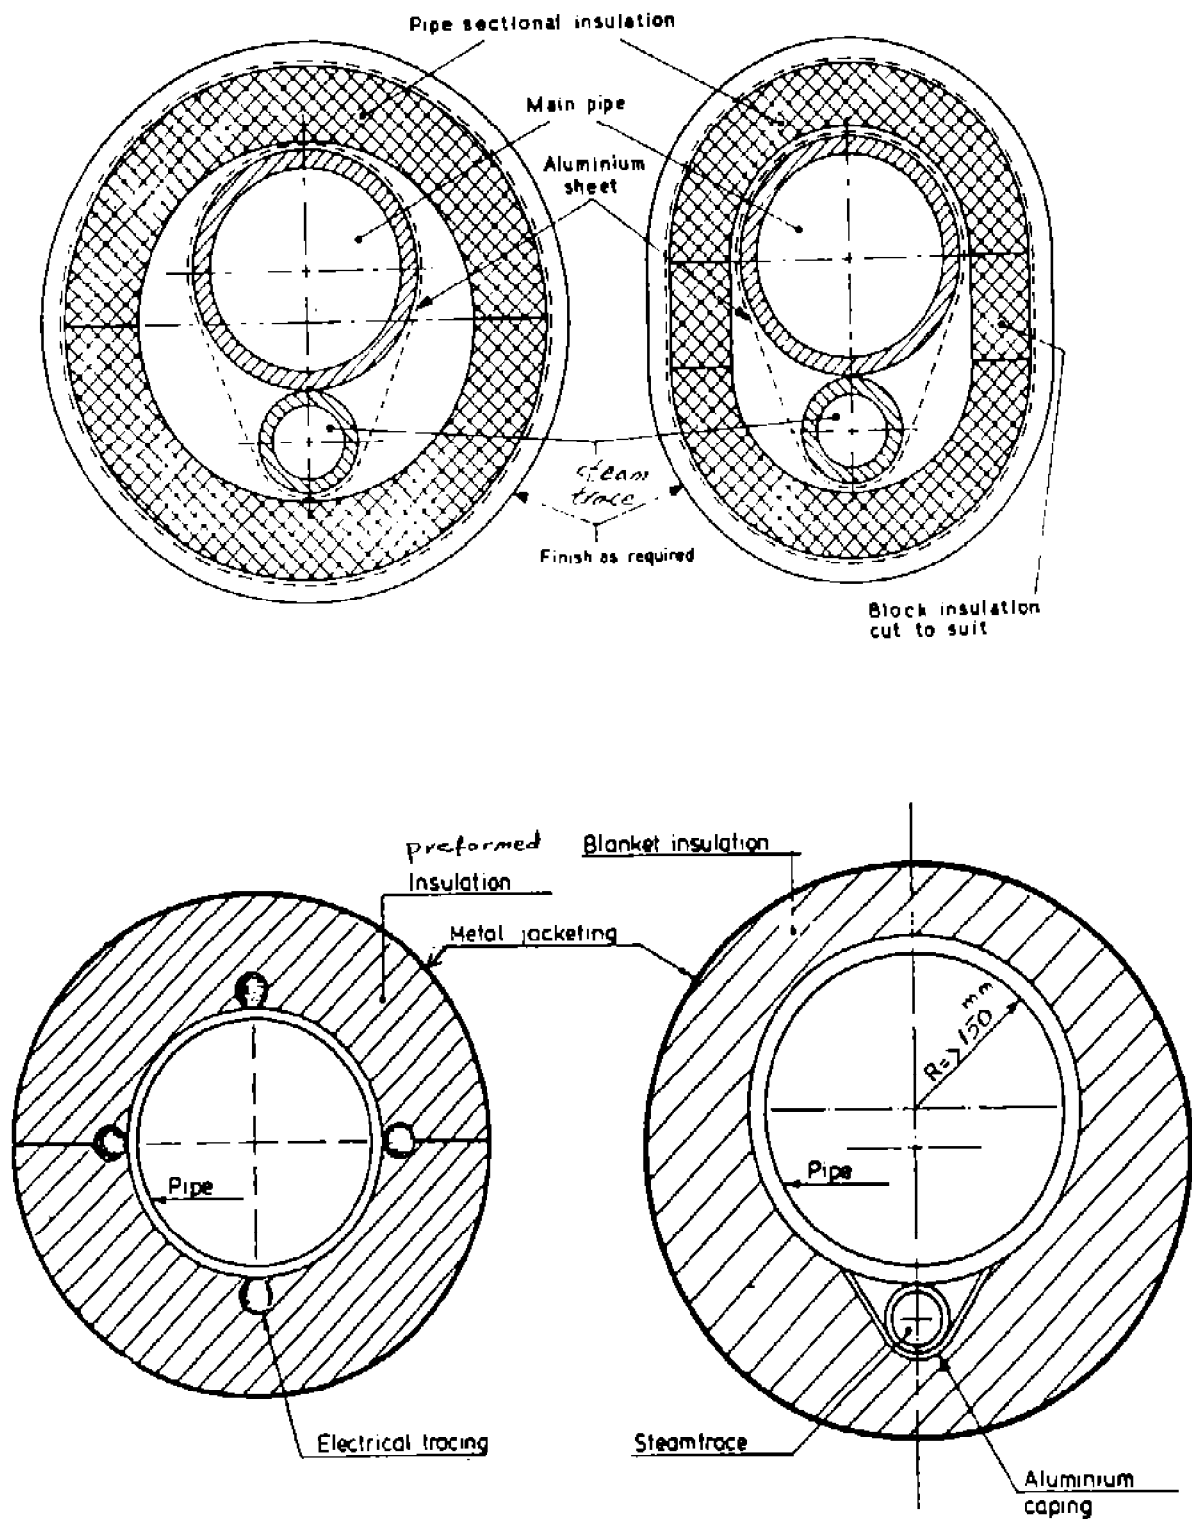 Pipe sectional insulation
Main pipe
Aluminium
sheet
steam
trace
Finish as required
Block insulation
cut to suit
preformed
Insulation
Blanket insulation
Metal jacketing
R=>150 mm
Pipe
Pipe
Electrical tracing
Steamtrace
Aluminium
caping